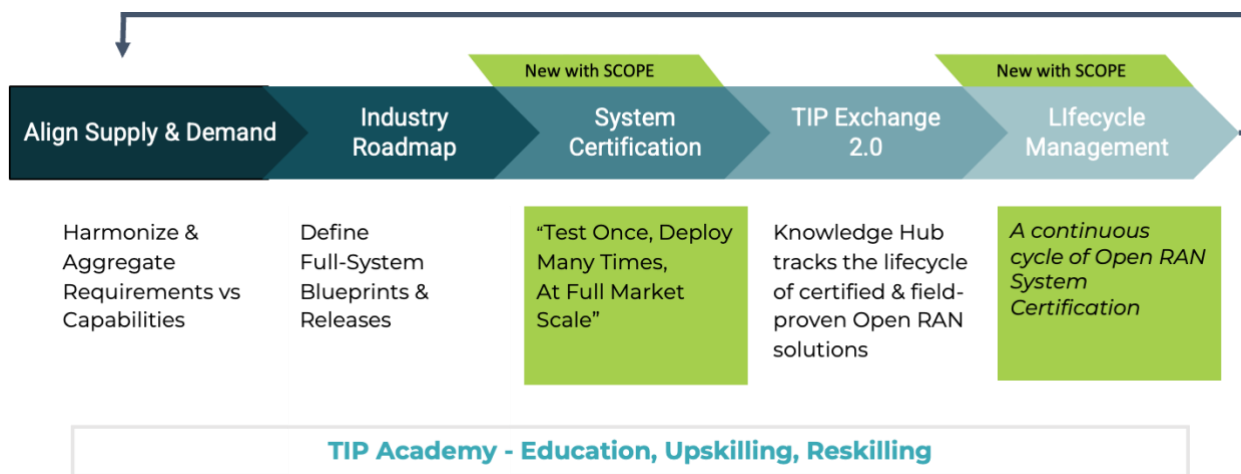 New with SCOPE
New with SCOPE
Align Supply & Demand
Industry
Roadmap
System
Certification
TIP Exchange
2.0
LIfecycle
Management
Harmonize &
Aggregate
Requirements vs
Capabilities
Define
Full-System
Blueprints &
Releases
“Test Once, Deploy
Many Times,
At Full Market
Scale”
Knowledge Hub
tracks the lifecycle
of certified & field-
proven Open RAN
solutions
A continuous
cycle of Open RAN
System
Certification
TIP Academy - Education, Upskilling, Reskilling